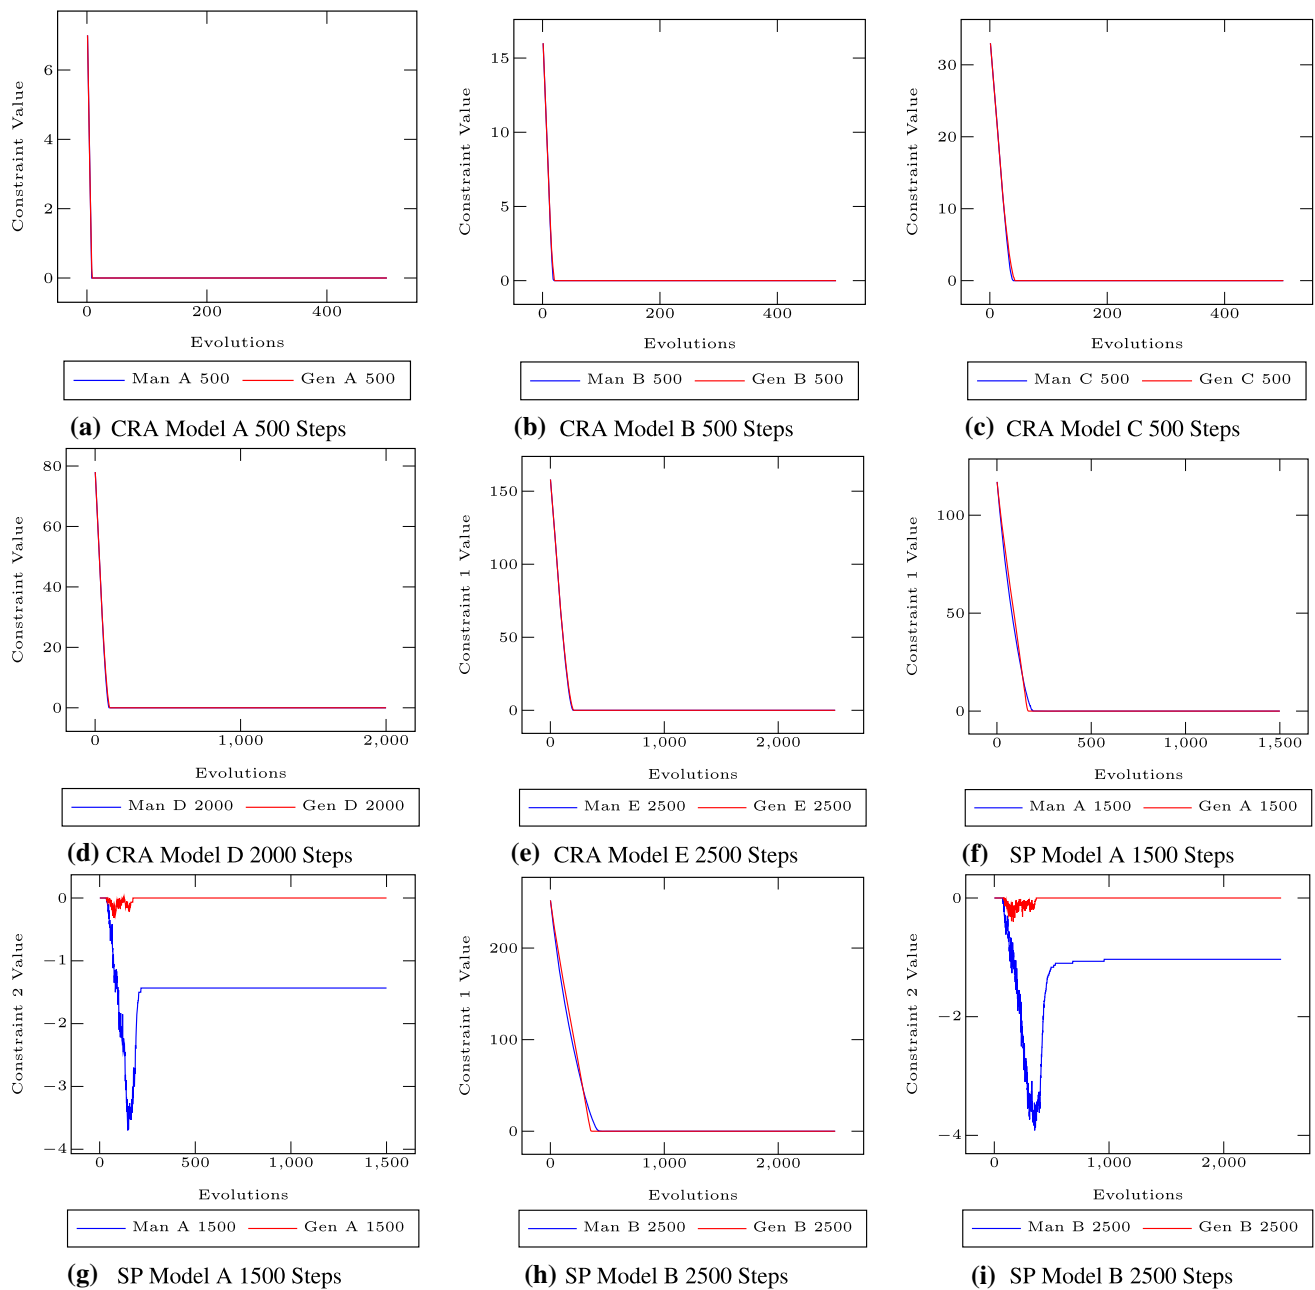 6
4
2
0
Constraint Value
0 200 400
Evolutions
Man A 500 Gen A 500
(a) CRA Model A 500 Steps
15
10
5
0
Constraint Value
0 200 400
Evolutions
Man B 500 Gen B 500
(b) CRA Model B 500 Steps
30
20
10
0
Constraint Value
0 200 400
Evolutions
Man C 500 Gen C 500
(c) CRA Model C 500 Steps
80
60
40
20
0
Constraint Value
0 1,000 2,000
Evolutions
Man D 2000 Gen D 2000
(d) CRA Model D 2000 Steps
150
100
50
0
Constraint 1 Value
0 1,000 2,000
Evolutions
Man E 2500 Gen E 2500
(e) CRA Model E 2500 Steps
100
50
0
Constraint 1 Value
0 500 1,000 1,500
Evolutions
Man A 1500 Gen A 1500
(f) SP Model A 1500 Steps
0
−1
−2
−3
−4
Constraint 2 Value
0 500 1,000 1,500
Evolutions
Man A 1500 Gen A 1500
(g) SP Model A 1500 Steps
200
100
0
Constraint 1 Value
0 1,000 2,000
Evolutions
Man B 2500 Gen B 2500
(h) SP Model B 2500 Steps
0
−2
−4
Constraint 2 Value
0 1,000 2,000
Evolutions
Man B 2500 Gen B 2500
(i) SP Model B 2500 Steps